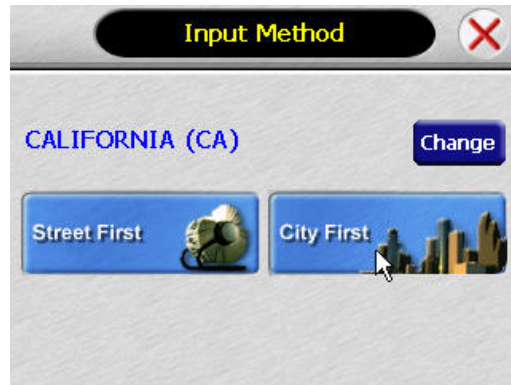 Input Method
CALIFORNIA (CA)
Change
Street First
City First